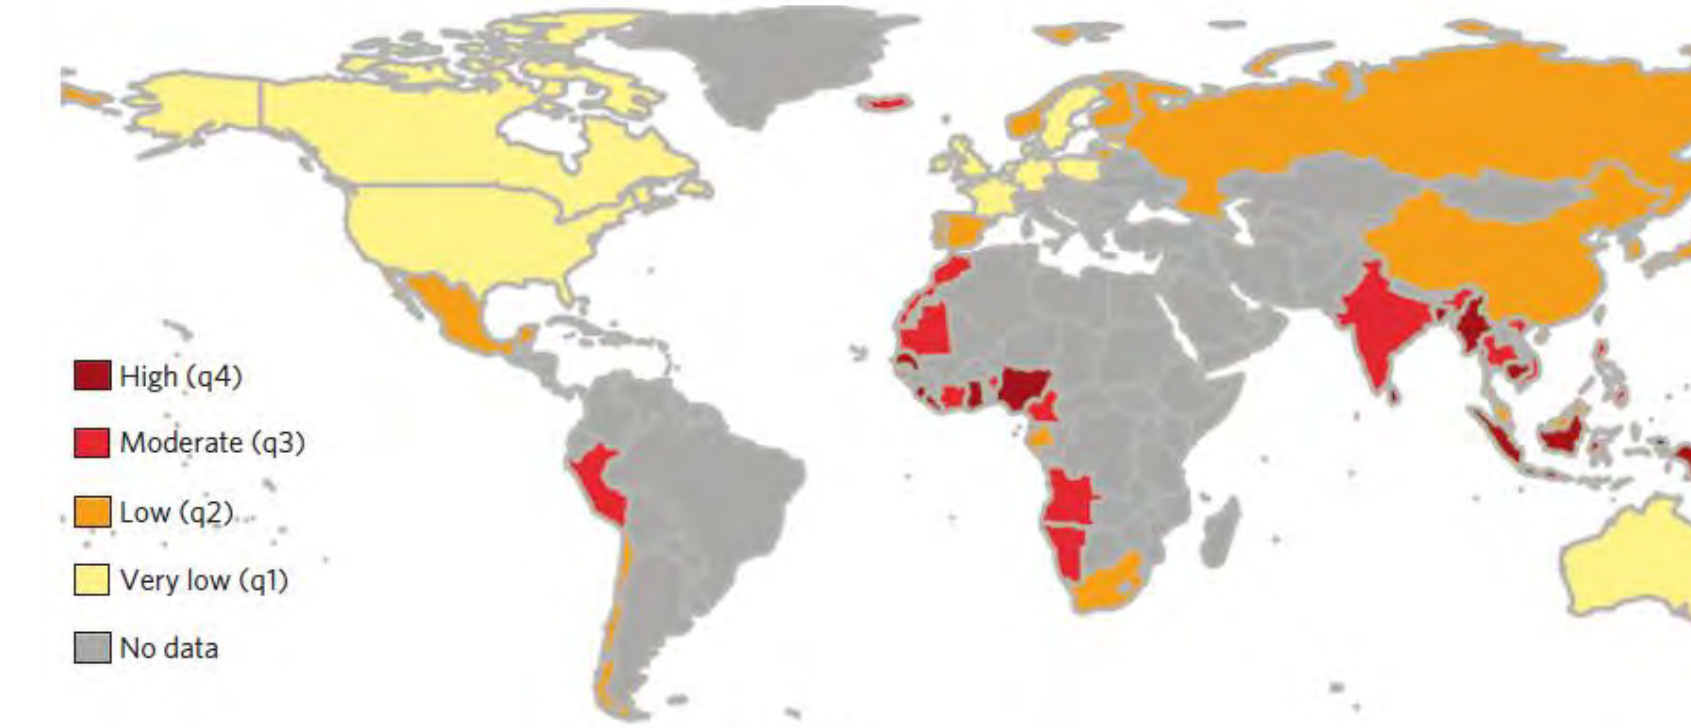 High (q4)
Moderate (q3)
Low (q2)
Very low (q1)
No data